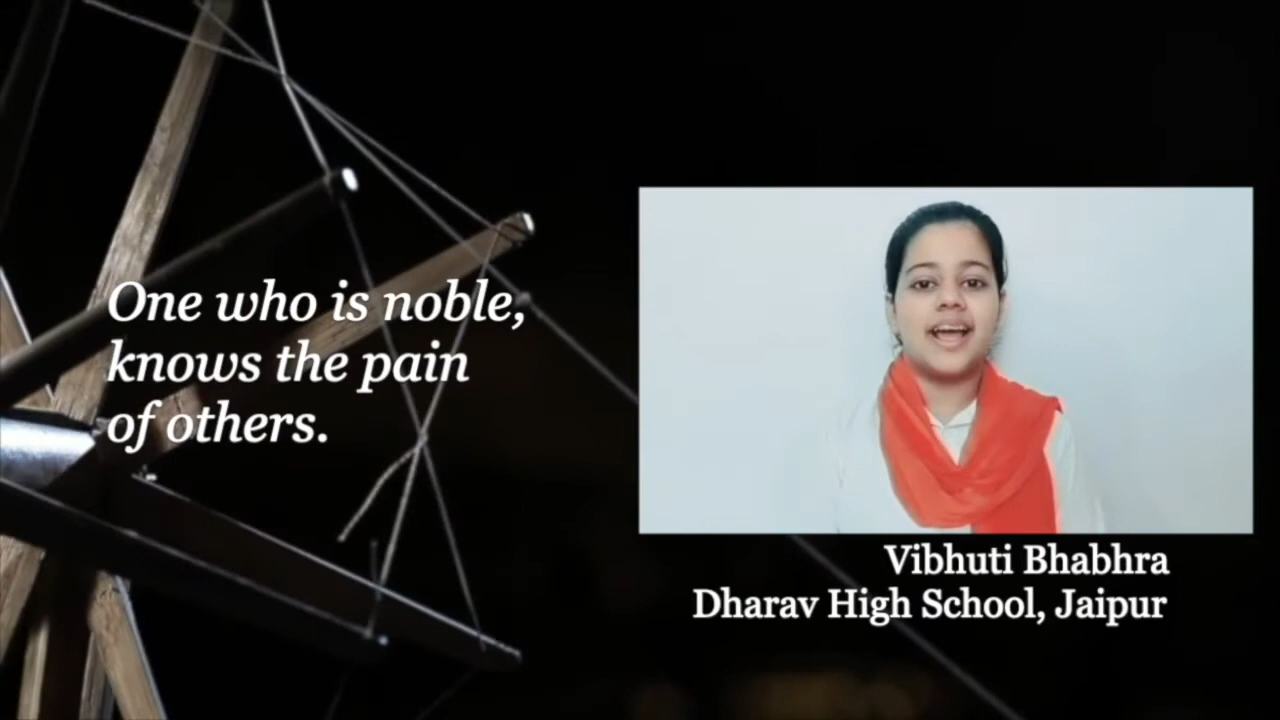 One who is noble,
knows the pain
of others.
Vibhuti Bhabhra
Dharav High School, Jaipur